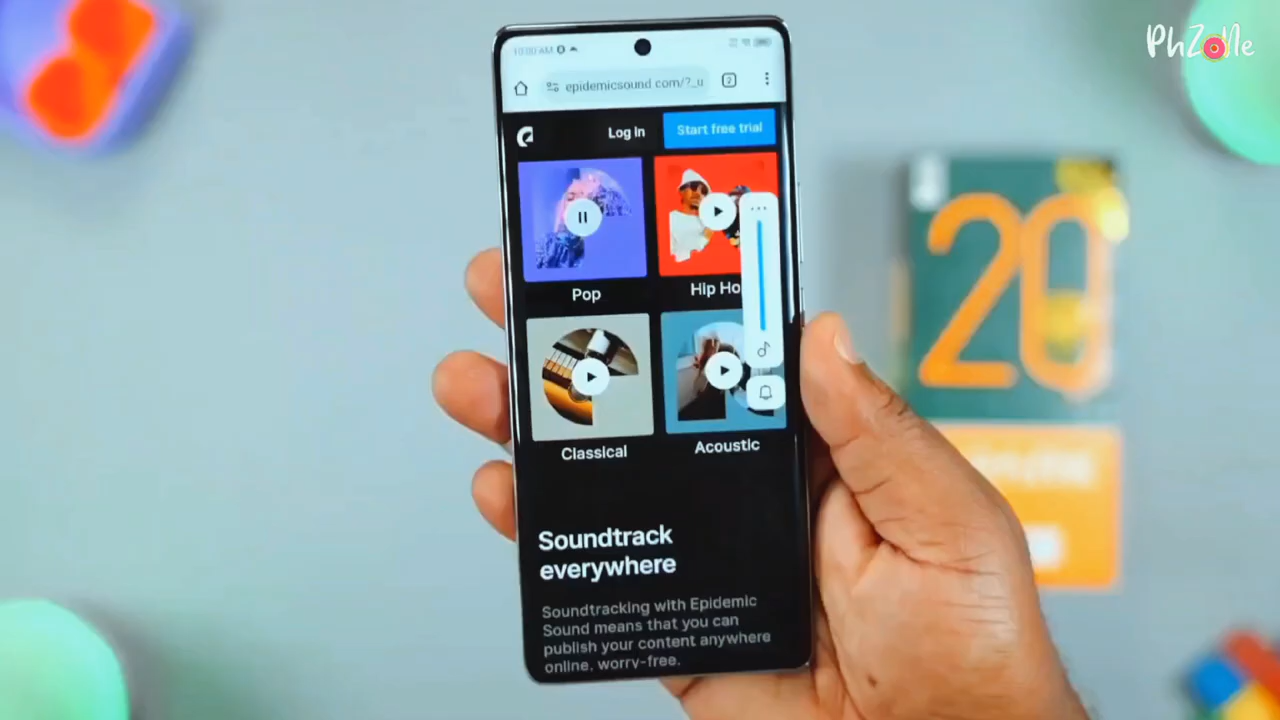 PhZoNe
10:00 AM
epidemicsound.com/?_u
2
Log in
Start free trial
Pop
Hip Ho
Classical
Acoustic
Soundtrack
everywhere
Soundtracking with Epidemic
Sound means that you can
publish your content anywhere
online, worry-free.
20